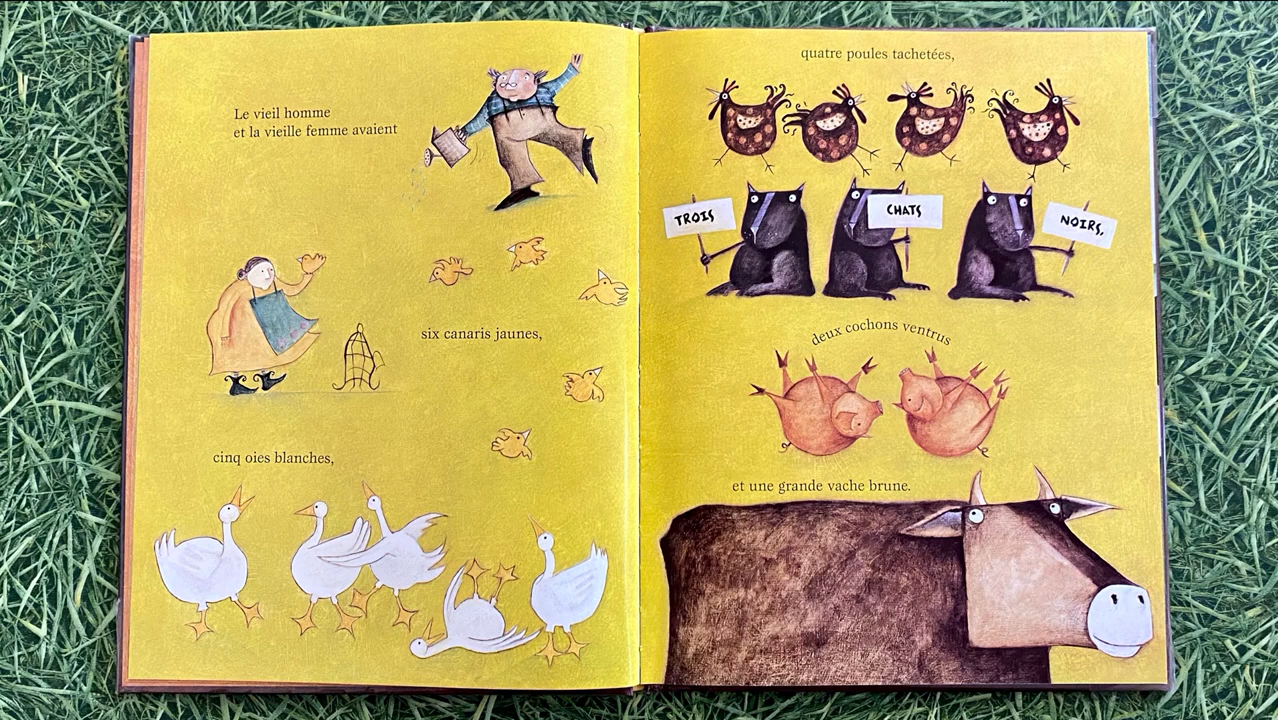 Le vieil homme
et la vieille femme avaient
six canaris jaunes,
cinq oies blanches,
quatre poules tachetées,
TROIS
CHATS
NOIRS,
deux cochons ventrus
et une grande vache brune.